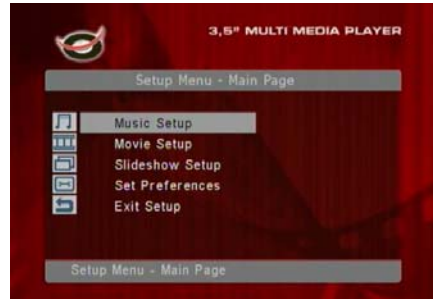 3,5" MULTI MEDIA PLAYER
Setup Menu - Main Page
Music Setup
Movie Setup
Slideshow Setup
Set Preferences
Exit Setup
Setup Menu - Main Page